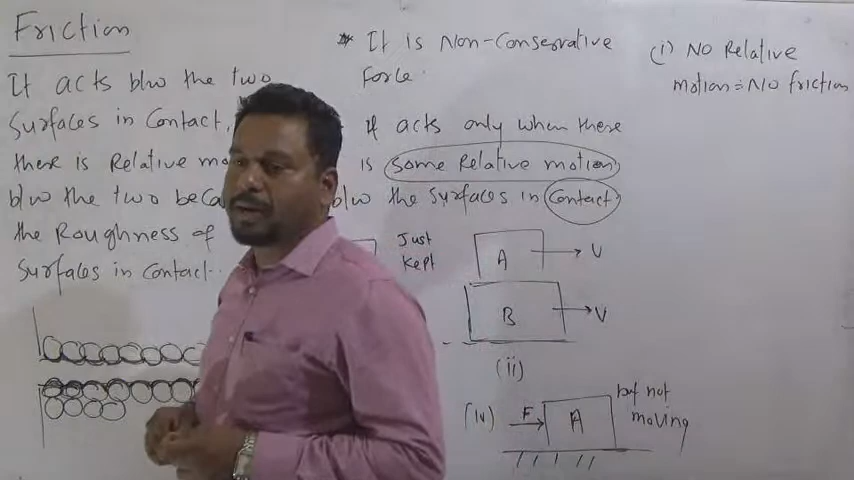 Friction
It acts b/w the two
Surfaces in Contact,
there is Relative
b/w the two
the Roughness of
Surfaces in Contact.
* It is Non-Conservative
Force.
It acts only when there
is some Relative motion
b/w the Surfaces in Contact
Just
Kept
A
V
B
V
(ii)
(iv)
F
A
but not
moving
(i) NO Relative
motion = No friction